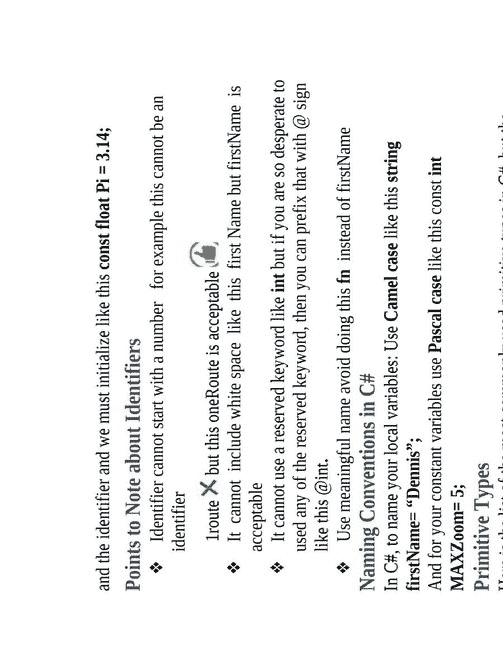 and the identifier and we must initialize like this const float Pi = 3.14;
Points to Note about Identifiers
❖ Identifier cannot start with a number for example this cannot be an
identifier
1route ✕ but this oneRoute is acceptable
❖ It cannot include white space like this first Name but firstName is
acceptable
❖ It cannot use a reserved keyword like int but if you are so desperate to
used any of the reserved keyword, then you can prefix that with @ sign
like this @int.
❖ Use meaningful name avoid doing this fn instead of firstName
Naming Conventions in C#
In C#, to name your local variables: Use Camel case like this string
firstName= “Dennis”;
And for your constant variables use Pascal case like this const int
MAXZoom= 5;
Primitive Types